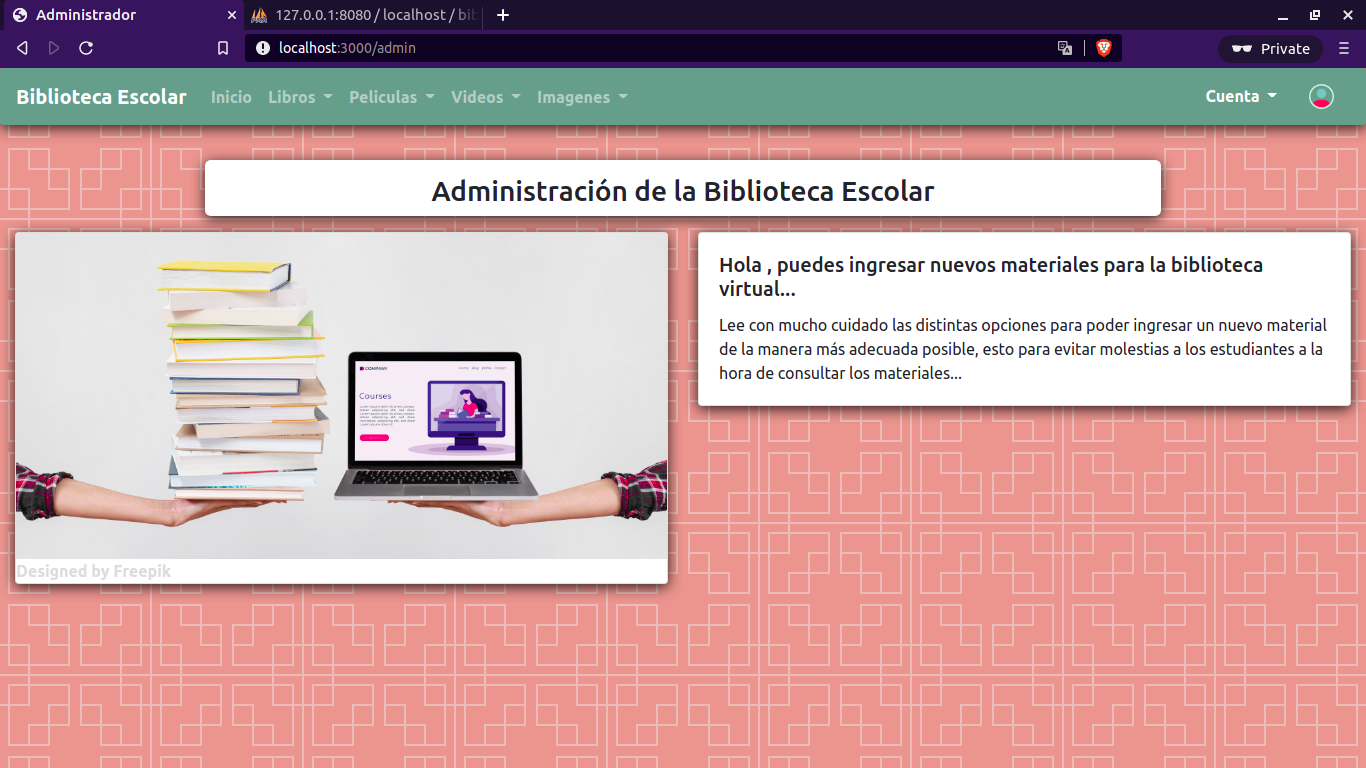 Administrador
127.0.0.1:8080 / localhost / bib
localhost:3000/admin
Private
Biblioteca Escolar
Inicio
Libros
Peliculas
Videos
Imagenes
Cuenta
Administración de la Biblioteca Escolar
COMPANY
Courses
Hola , puedes ingresar nuevos materiales para la biblioteca
virtual...
Lee con mucho cuidado las distintas opciones para poder ingresar un nuevo material
de la manera más adecuada posible, esto para evitar molestias a los estudiantes a la
hora de consultar los materiales...
Designed by Freepik